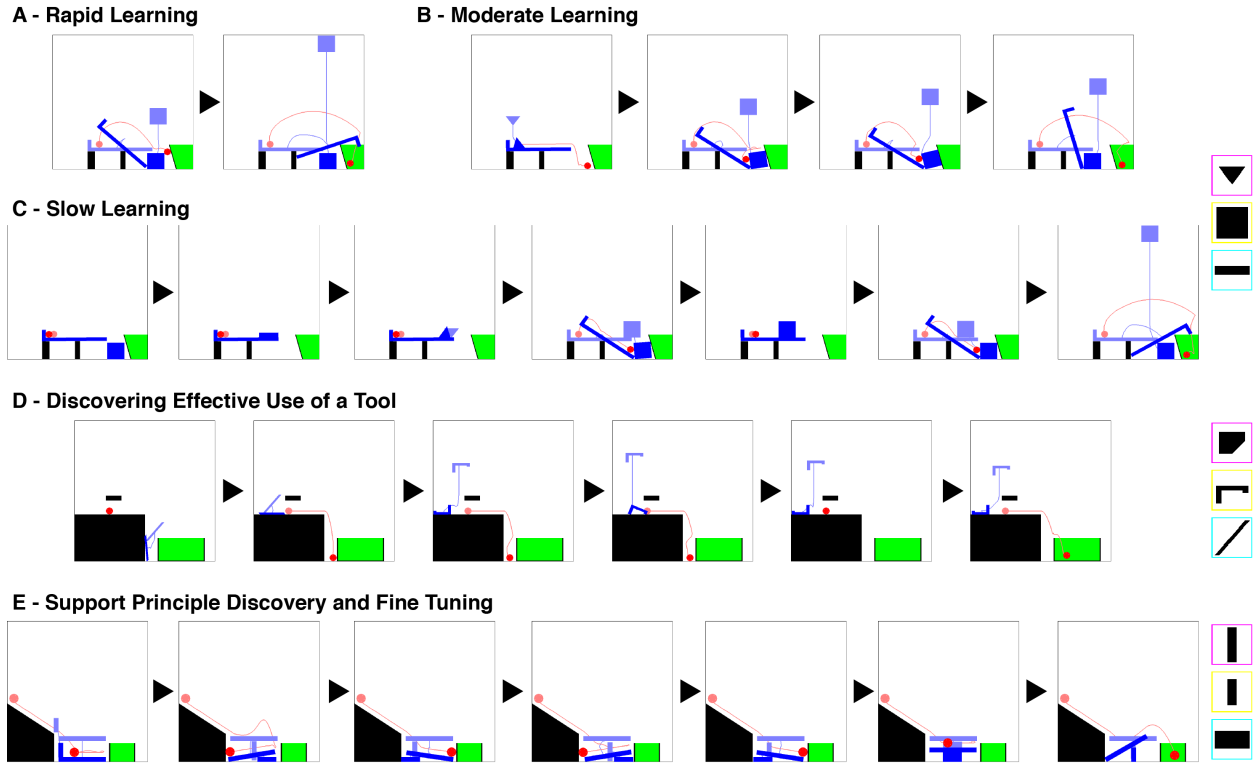 A - Rapid Learning
B - Moderate Learning
C - Slow Learning
D - Discovering Effective Use of a Tool
E - Support Principle Discovery and Fine Tuning